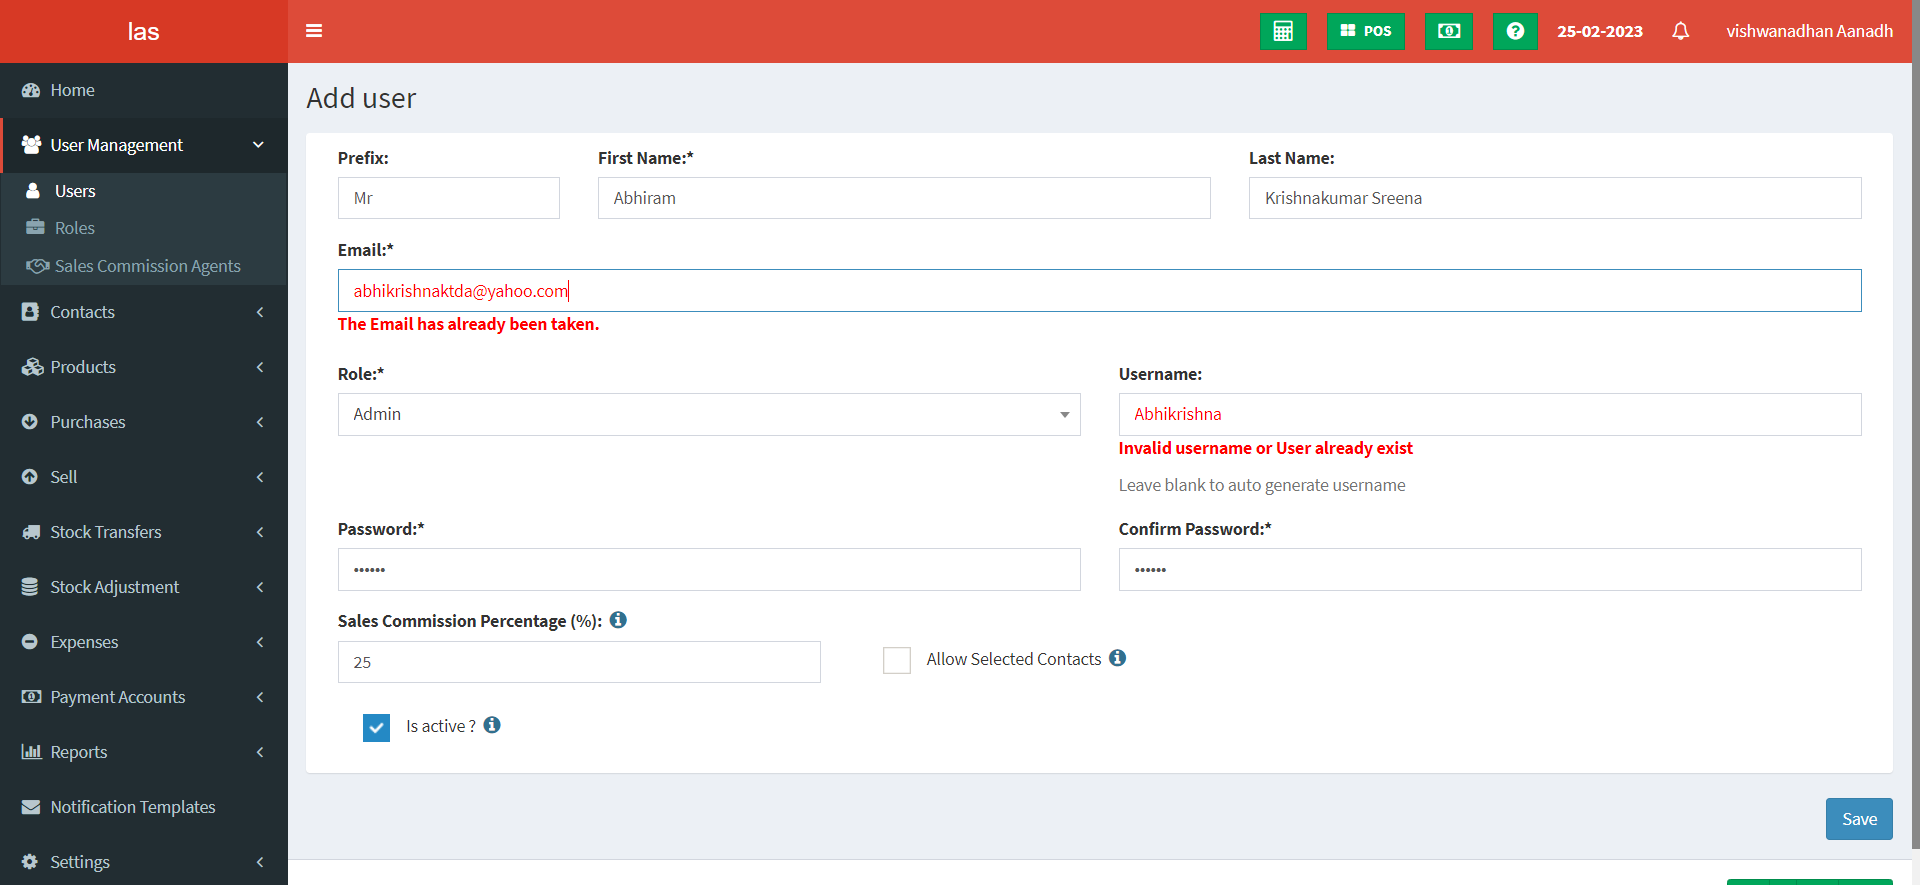 las
POS
25-02-2023
vishwanadhan Aanadh
Home
User Management
Users
Roles
Sales Commission Agents
Contacts
Products
Purchases
Sell
Stock Transfers
Stock Adjustment
Expenses
Payment Accounts
Reports
Notification Templates
Settings
Add user
Prefix:
First Name:*
Last Name:
Mr
Abhiram
Krishnakumar Sreena
Email:*
abhikrishnaktda@yahoo.com
The Email has already been taken.
Role:*
Username:
Admin
Abhikrishna
Invalid username or User already exist
Leave blank to auto generate username
Password:*
Confirm Password:*
••••••
••••••
Sales Commission Percentage (%):
25
Allow Selected Contacts
Is active ?
Save